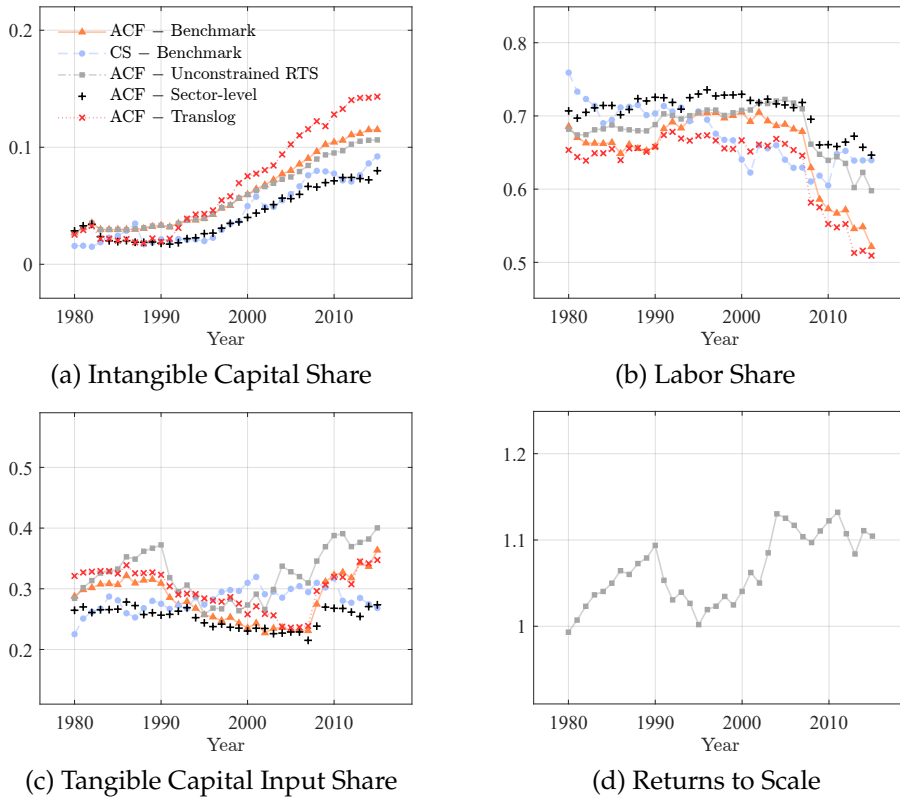 0.2
ACF − Benchmark
CS − Benchmark
ACF − Unconstrained RTS
ACF − Sector-level
ACF − Translog
0.1
0
1980 1990 2000 2010
Year
(a) Intangible Capital Share
0.8
0.7
0.6
0.5
1980 1990 2000 2010
Year
(b) Labor Share
0.5
0.4
0.3
0.2
1980 1990 2000 2010
Year
(c) Tangible Capital Input Share
1.2
1.1
1
1980 1990 2000 2010
Year
(d) Returns to Scale